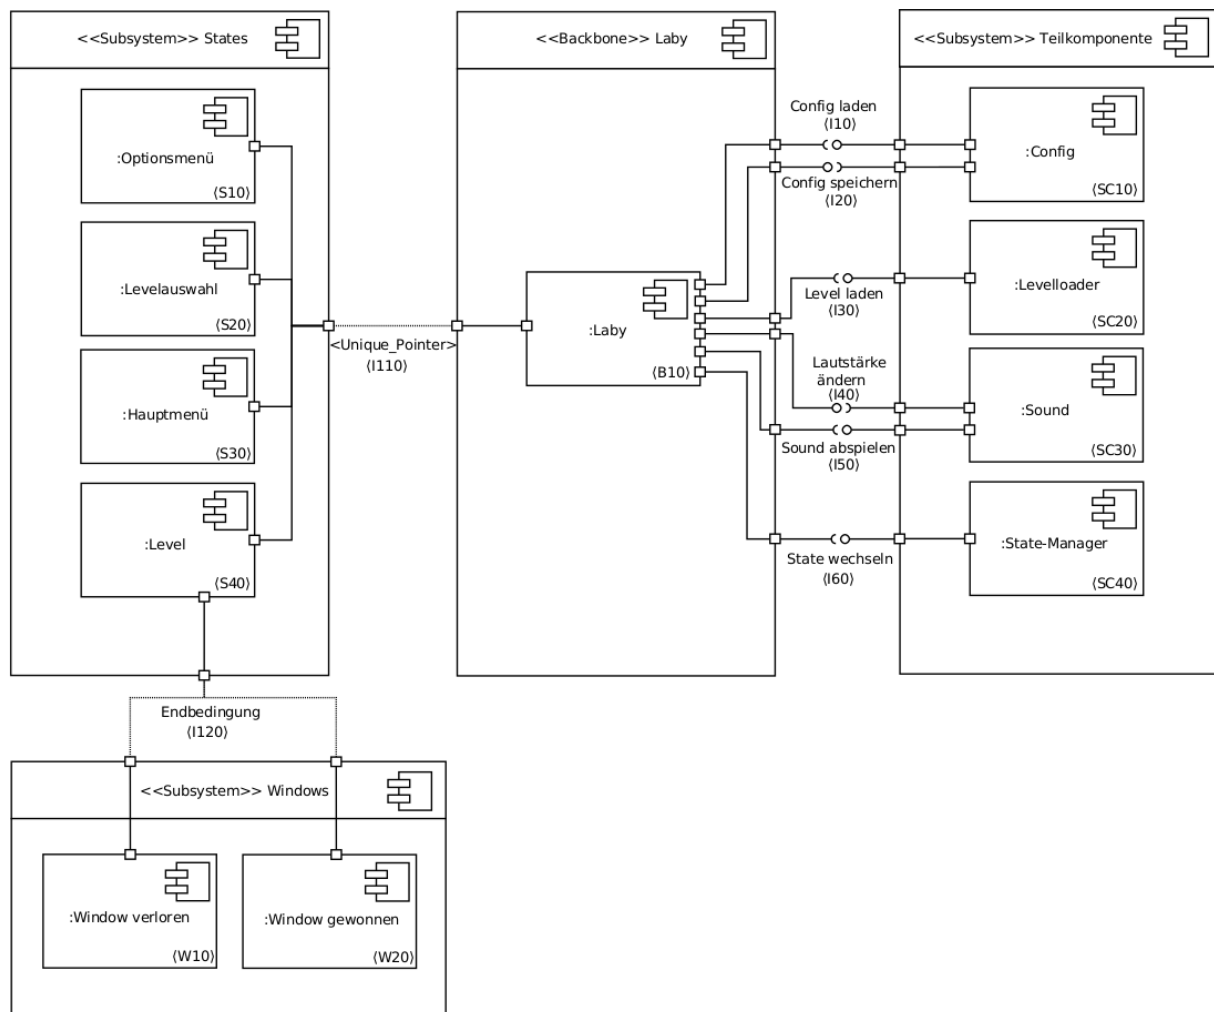 <<Subsystem>> States
:Optionsmenü
⟨S10⟩
:Levelauswahl
⟨S20⟩
:Hauptmenü
⟨S30⟩
:Level
⟨S40⟩
<Unique_Pointer>
⟨I110⟩
<<Backbone>> Laby
:Laby
⟨B10⟩
Config laden
⟨I10⟩
Config speichern
⟨I20⟩
Level laden
⟨I30⟩
Lautstärke
ändern
⟨I40⟩
Sound abspielen
⟨I50⟩
State wechseln
⟨I60⟩
<<Subsystem>> Teilkomponente
:Config
⟨SC10⟩
:Levelloader
⟨SC20⟩
:Sound
⟨SC30⟩
:State-Manager
⟨SC40⟩
Endbedingung
⟨I120⟩
<<Subsystem>> Windows
:Window verloren
⟨W10⟩
:Window gewonnen
⟨W20⟩